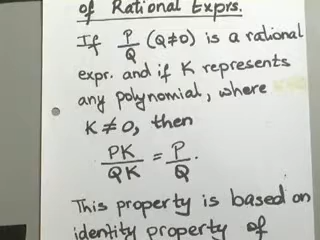 of Rational Exprs.
If P/Q (Q≠0) is a rational
expr. and if K represents
any polynomial, where
K≠0, then
PK/QK = P/Q.
This property is based on
identity property of